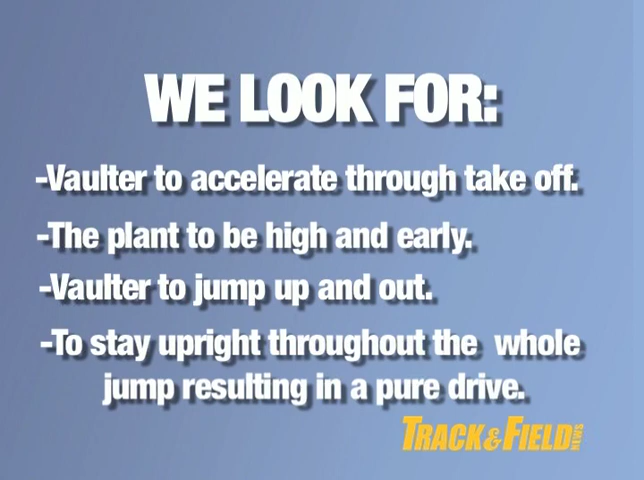 WE LOOK FOR:
-Vaulter to accelerate through take off.
-The plant to be high and early.
-Vaulter to jump up and out.
-To stay upright throughout the whole
jump resulting in a pure drive.
TRACK & FIELD NEWS